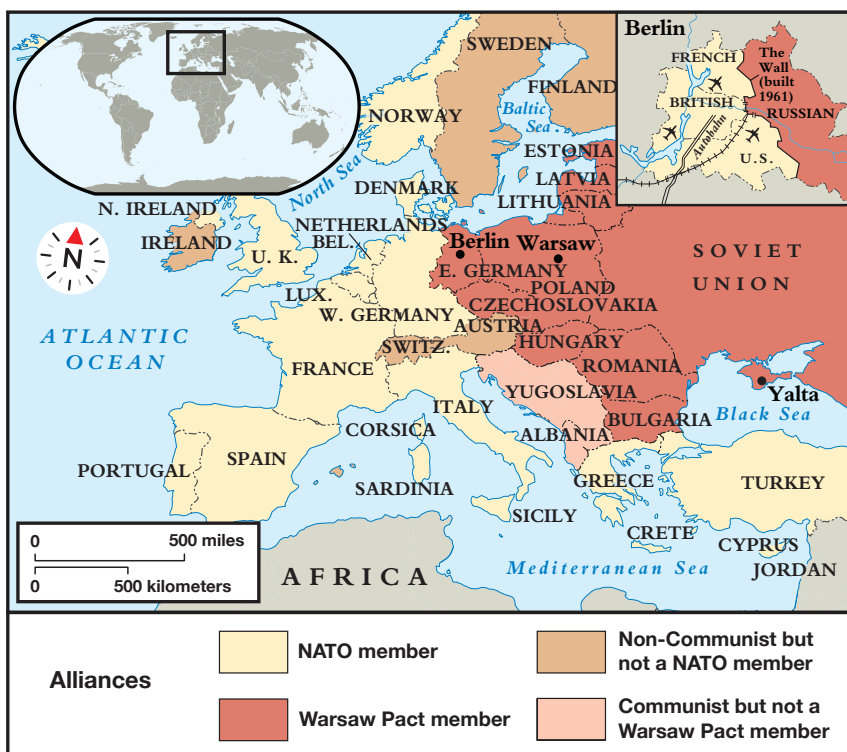 SWEDEN
FINLAND
NORWAY
Baltic
Sea
ESTONIA
LATVIA
LITHUANIA
North Sea
DENMARK
N. IRELAND
IRELAND
U. K.
NETHERLANDS
BEL.
LUX.
Berlin
Warsaw
E. GERMANY
POLAND
W. GERMANY
CZECHOSLOVAKIA
SOVIET
UNION
N
ATLANTIC
OCEAN
FRANCE
SWITZ.
AUSTRIA
HUNGARY
ROMANIA
Yalta
YUGOSLAVIA
BULGARIA
Black Sea
ITALY
CORSICA
ALBANIA
PORTUGAL
SPAIN
SARDINIA
GREECE
TURKEY
SICILY
CRETE
CYPRUS
JORDAN
AFRICA
Mediterranean Sea
0 500 miles
0 500 kilometers
Berlin
FRENCH
BRITISH
The
Wall
(built
1961)
RUSSIAN
Autobahn
U.S.
Alliances
NATO member
Warsaw Pact member
Non-Communist but
not a NATO member
Communist but not a
Warsaw Pact member